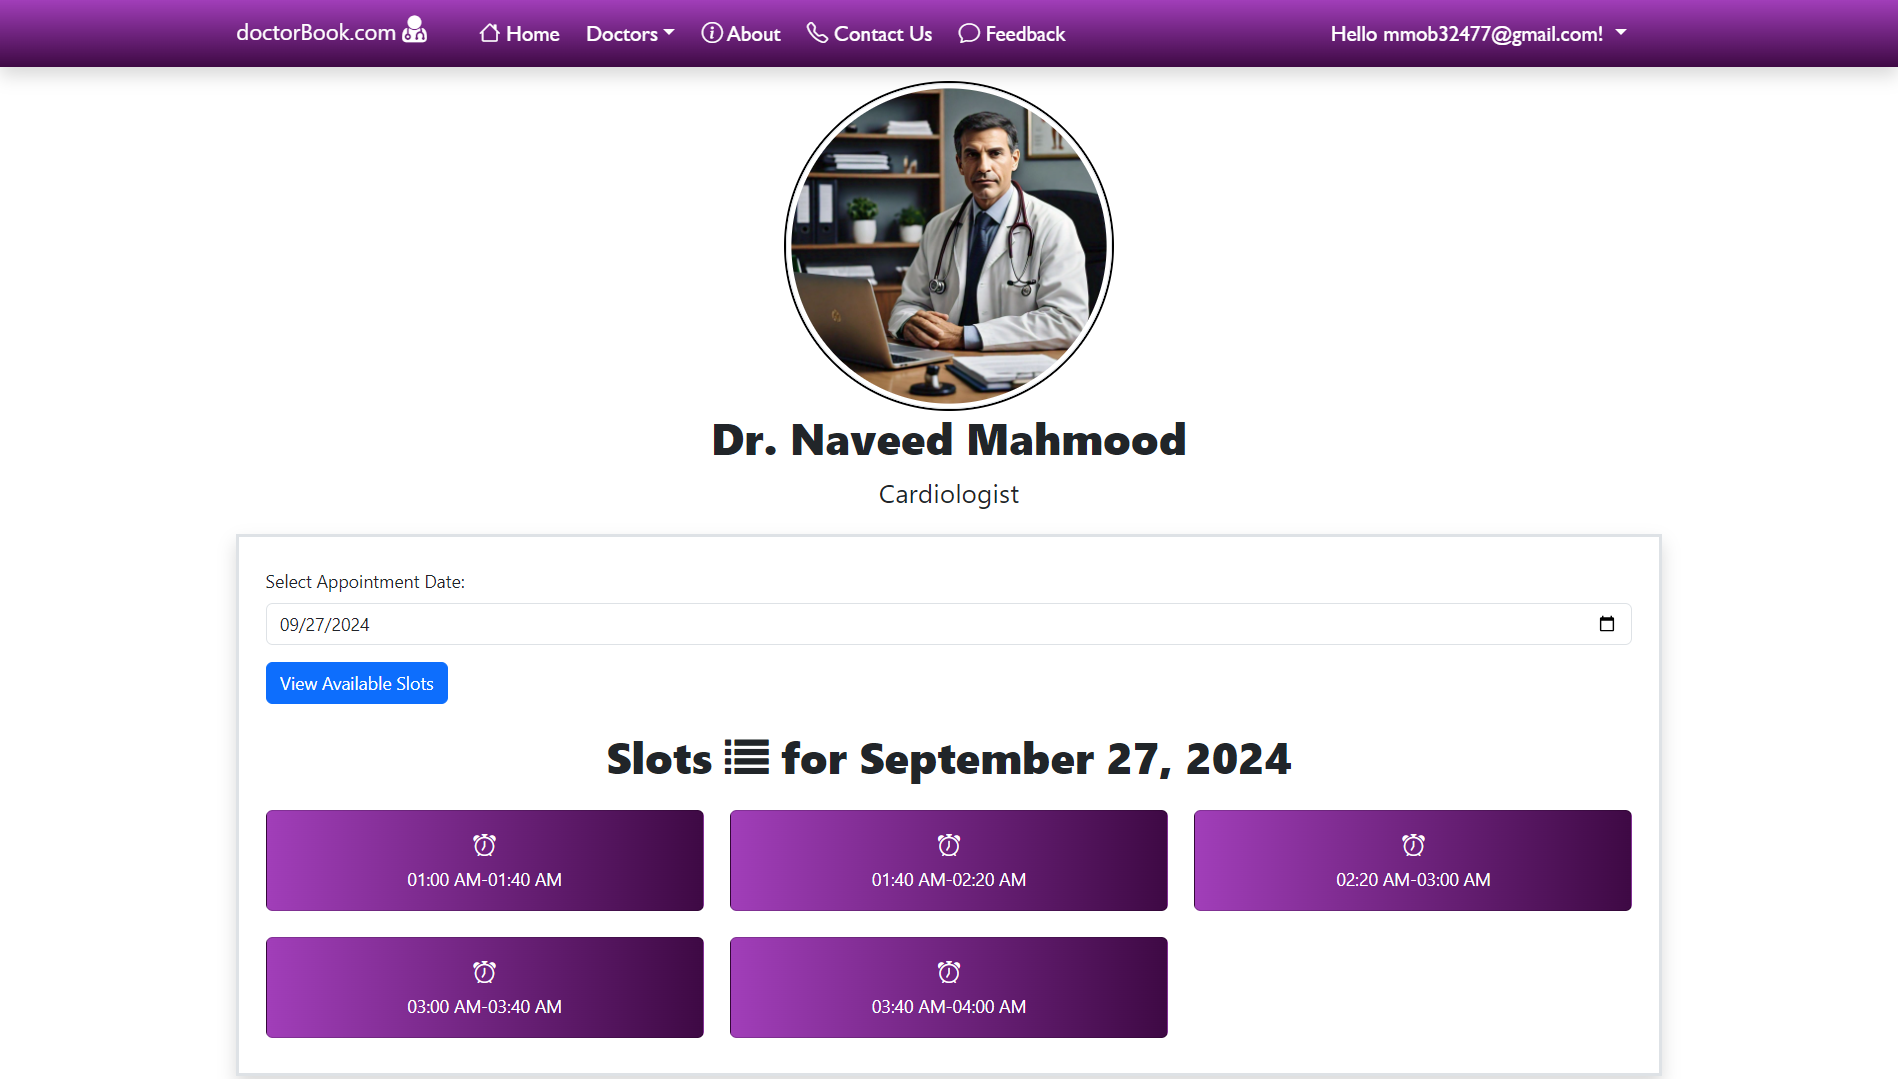 doctorBook.com Home Doctors About Contact Us Feedback Hello mmob32477@gmail.com!
Dr. Naveed Mahmood
Cardiologist
Select Appointment Date:
09/27/2024
View Available Slots
Slots for September 27, 2024
01:00 AM-01:40 AM
01:40 AM-02:20 AM
02:20 AM-03:00 AM
03:00 AM-03:40 AM
03:40 AM-04:00 AM